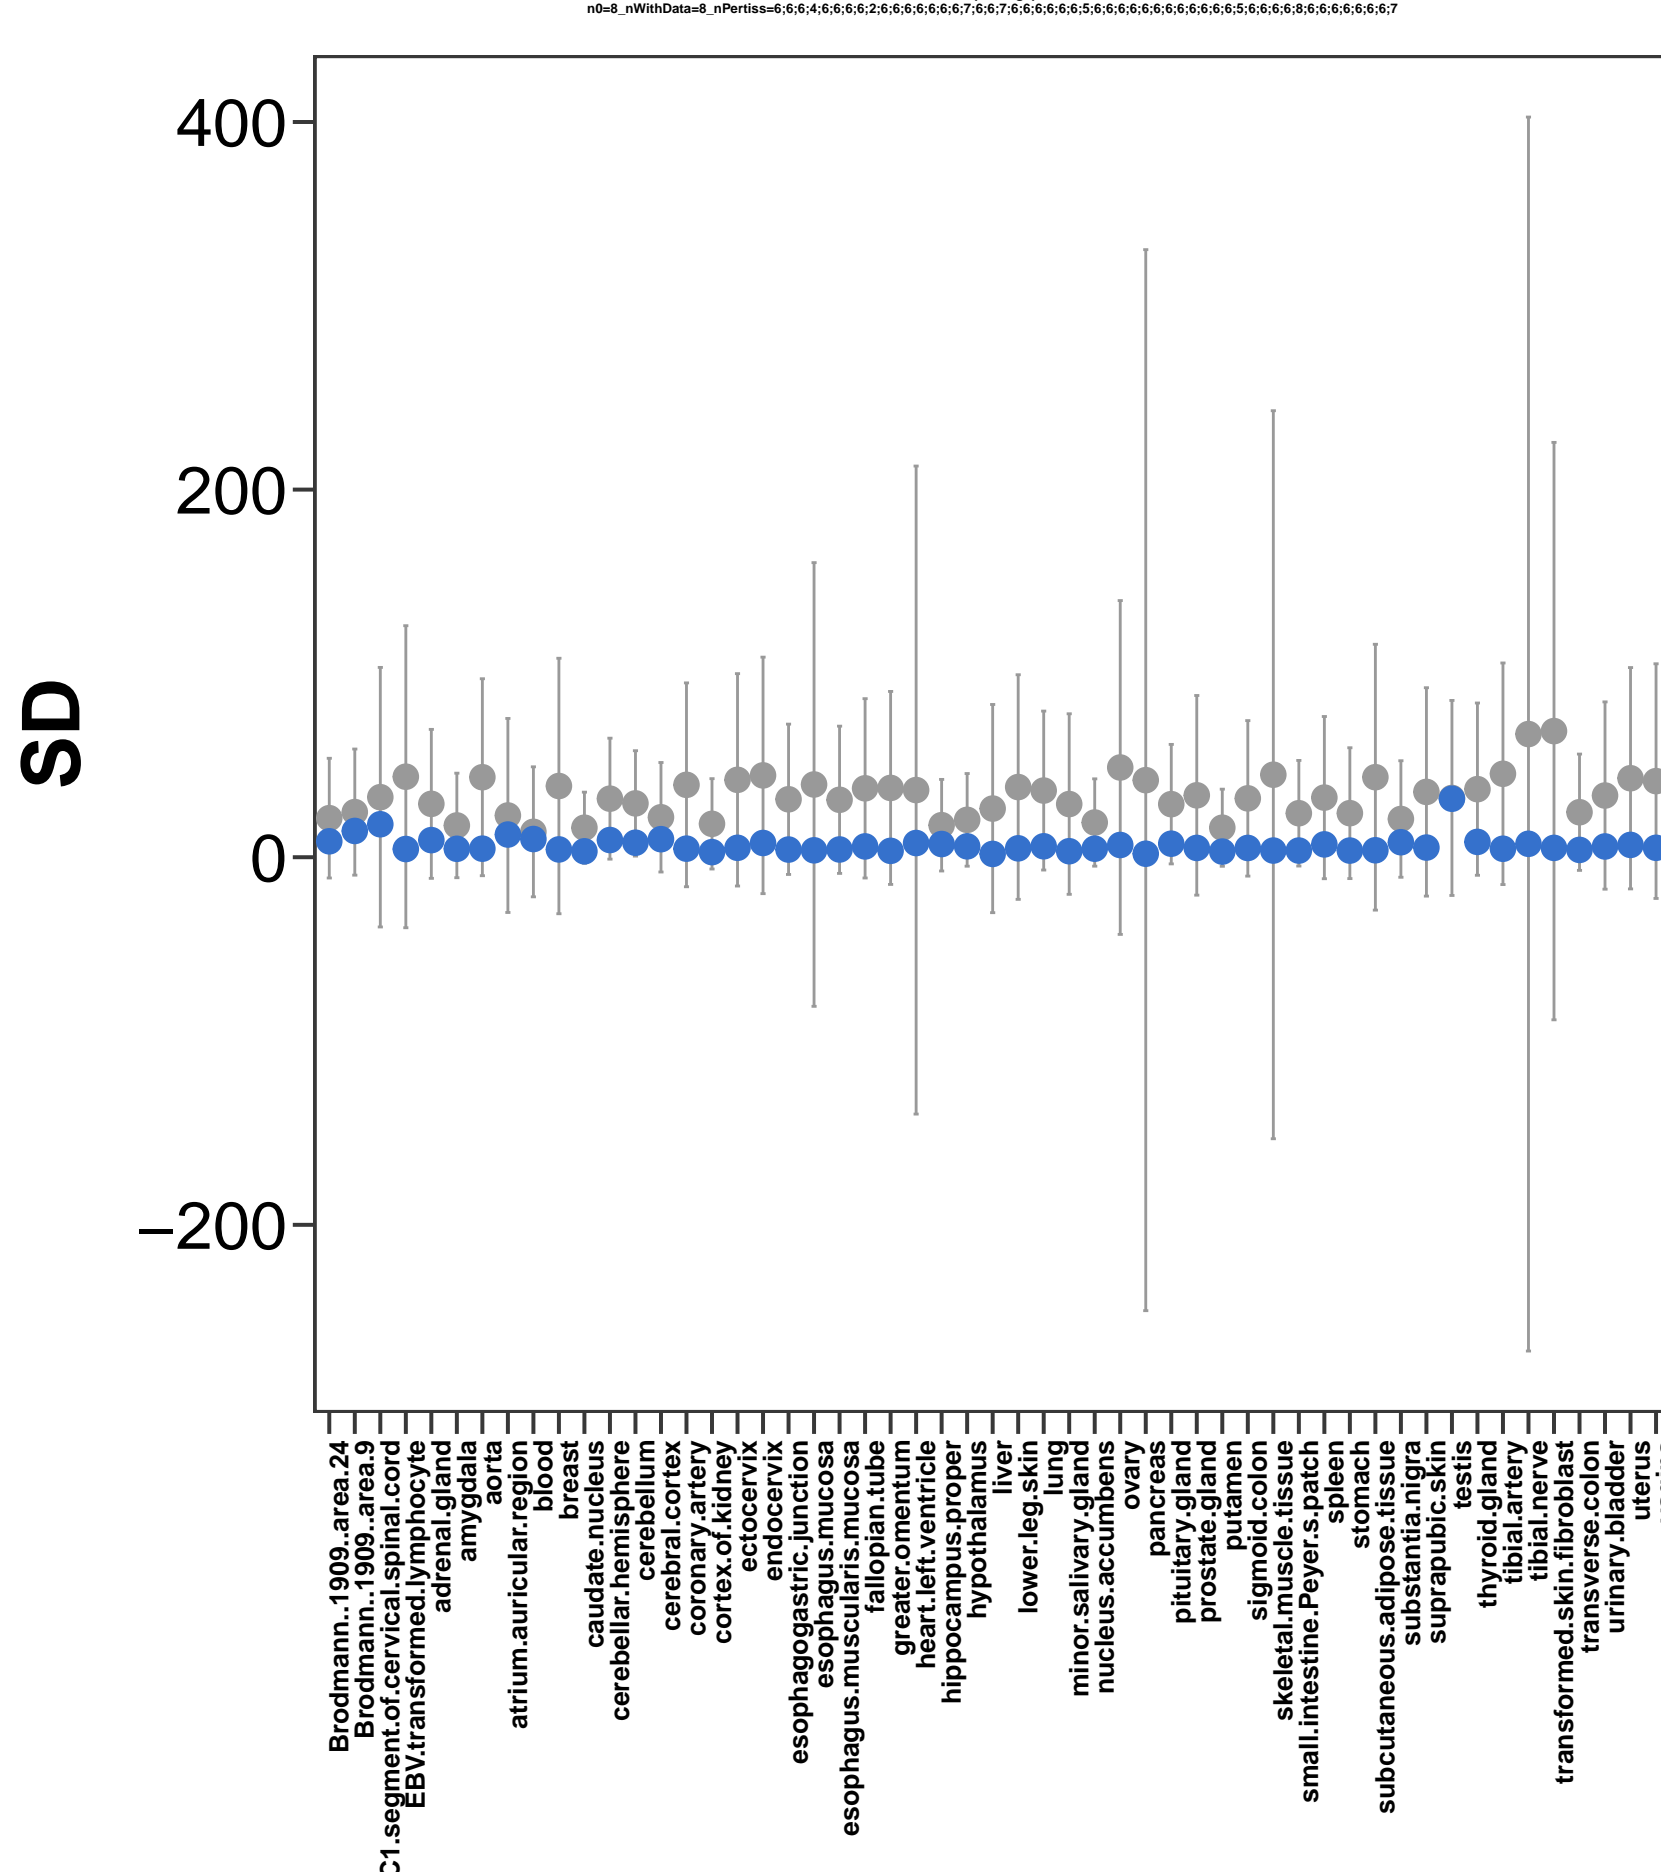 n0=8_nWithData=8_nPertiss=6;6;6;4;6;6;6;6;2;6;6;6;6;6;6;6;7;6;6;7;6;6;6;6;6;6;5;6;6;6;6;6;6;6;6;6;6;6;6;5;6;6;6;6;8;6;6;6;6;6;6;6;7
SD
400
200
0
−200
Brodmann..1909..area.24
Brodmann..1909..area.9
C1.segment.of.cervical.spinal.cord
EBV.transformed.lymphocyte
adrenal.gland
amygdala
aorta
atrium.auricular.region
blood
breast
caudate.nucleus
cerebellar.hemisphere
cerebellum
cerebral.cortex
coronary.artery
cortex.of.kidney
ectocervix
endocervix
esophagogastric.junction
esophagus.mucosa
esophagus.muscularis.mucosa
fallopian.tube
greater.omentum
heart.left.ventricle
hippocampus.proper
hypothalamus
liver
lower.leg.skin
lung
minor.salivary.gland
nucleus.accumbens
ovary
pancreas
pituitary.gland
prostate.gland
putamen
sigmoid.colon
skeletal.muscle.tissue
small.intestine.Peyer.s.patch
spleen
stomach
subcutaneous.adipose.tissue
substantia.nigra
suprapubic.skin
testis
thyroid.gland
tibial.artery
tibial.nerve
transformed.skin.fibroblast
transverse.colon
urinary.bladder
uterus